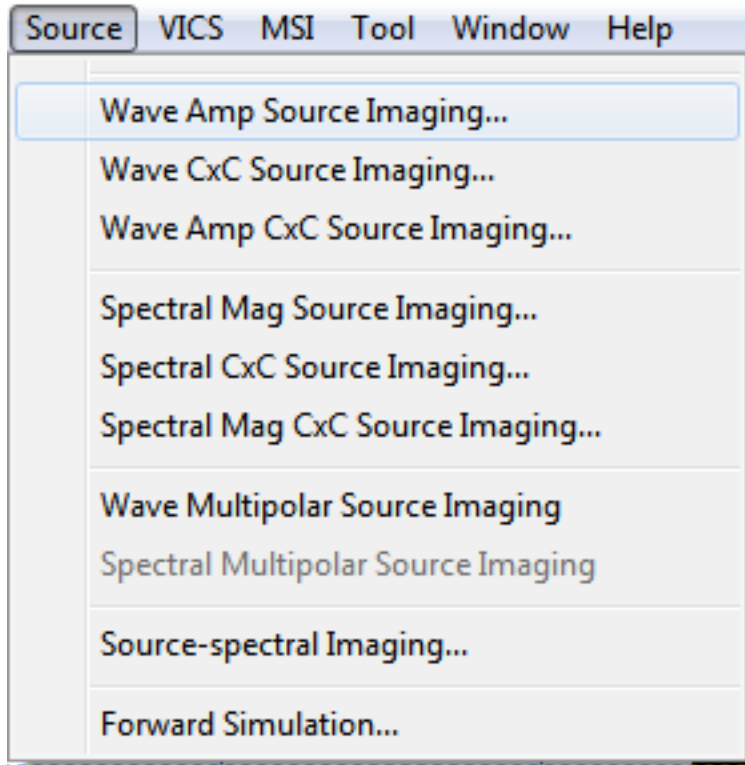 Source VICS MSI Tool Window Help
Wave Amp Source Imaging...
Wave CxC Source Imaging...
Wave Amp CxC Source Imaging...
Spectral Mag Source Imaging...
Spectral CxC Source Imaging...
Spectral Mag CxC Source Imaging...
Wave Multipolar Source Imaging
Spectral Multipolar Source Imaging
Source-spectral Imaging...
Forward Simulation...